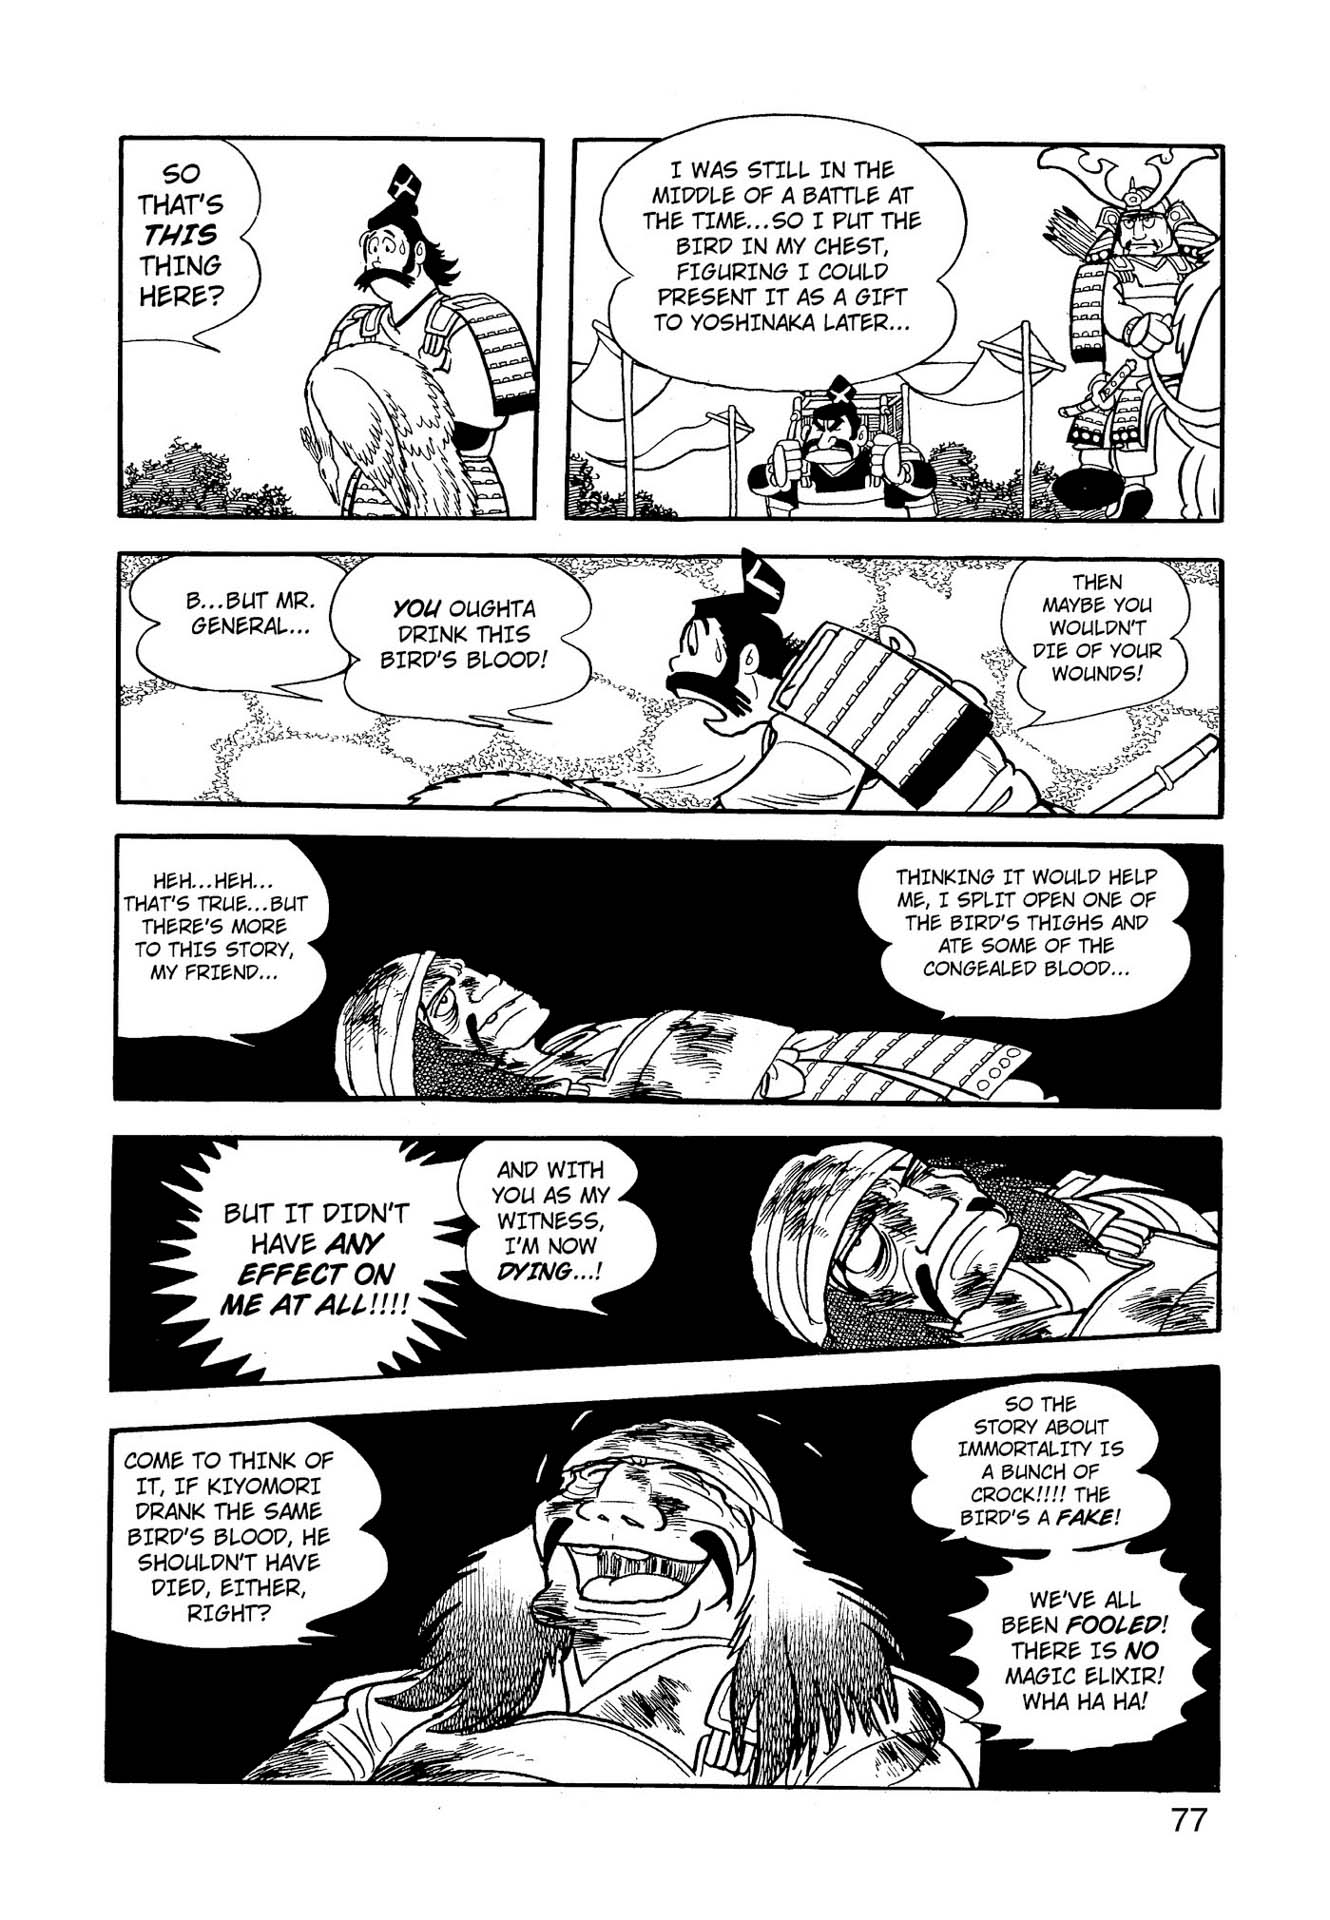 SO
THAT'S
THIS
THING
HERE?
I WAS STILL IN THE
MIDDLE OF A BATTLE AT
THE TIME...SO I PUT THE
BIRD IN MY CHEST,
FIGURING I COULD
PRESENT IT AS A GIFT
TO YOSHINAKA LATER...
B...BUT MR.
GENERAL...
YOU OUGHTA
DRINK THIS
BIRD'S BLOOD!
THEN
MAYBE YOU
WOULDN'T
DIE OF YOUR
WOUNDS!
HEH...HEH...
THAT'S TRUE...BUT
THERE'S MORE
TO THIS STORY,
MY FRIEND...
THINKING IT WOULD HELP
ME, I SPLIT OPEN ONE OF
THE BIRD'S THIGHS AND
ATE SOME OF THE
CONGEALED BLOOD...
BUT IT DIDN'T
HAVE ANY
EFFECT ON
ME AT ALL!!!!
AND WITH
YOU AS MY
WITNESS,
I'M NOW
DYING...!
COME TO THINK OF
IT, IF KIYOMORI
DRANK THE SAME
BIRD'S BLOOD, HE
SHOULDN'T HAVE
DIED, EITHER,
RIGHT?
SO THE
STORY ABOUT
IMMORTALITY IS
A BUNCH OF
CROCK!!!! THE
BIRD'S A FAKE!
WE'VE ALL
BEEN FOOLED!
THERE IS NO
MAGIC ELIXIR!
WHA HA HA!
77